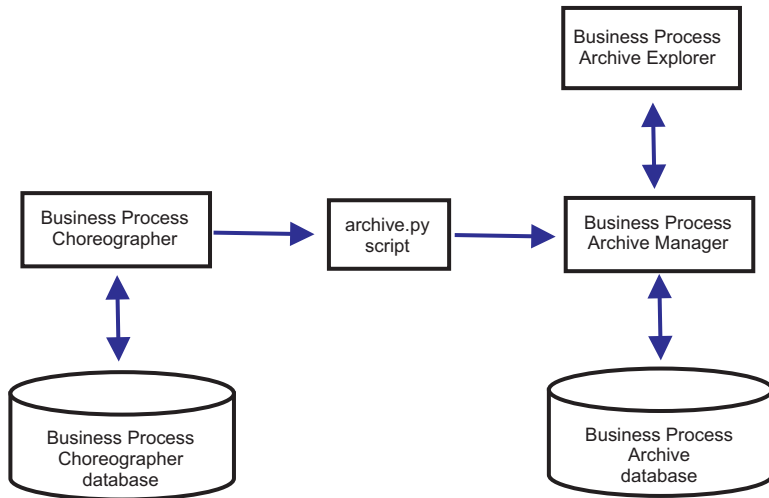 Business Process
Archive Explorer
Business Process
Choreographer
archive.py
script
Business Process
Archive Manager
Business Process
Choreographer
database
Business Process
Archive
database